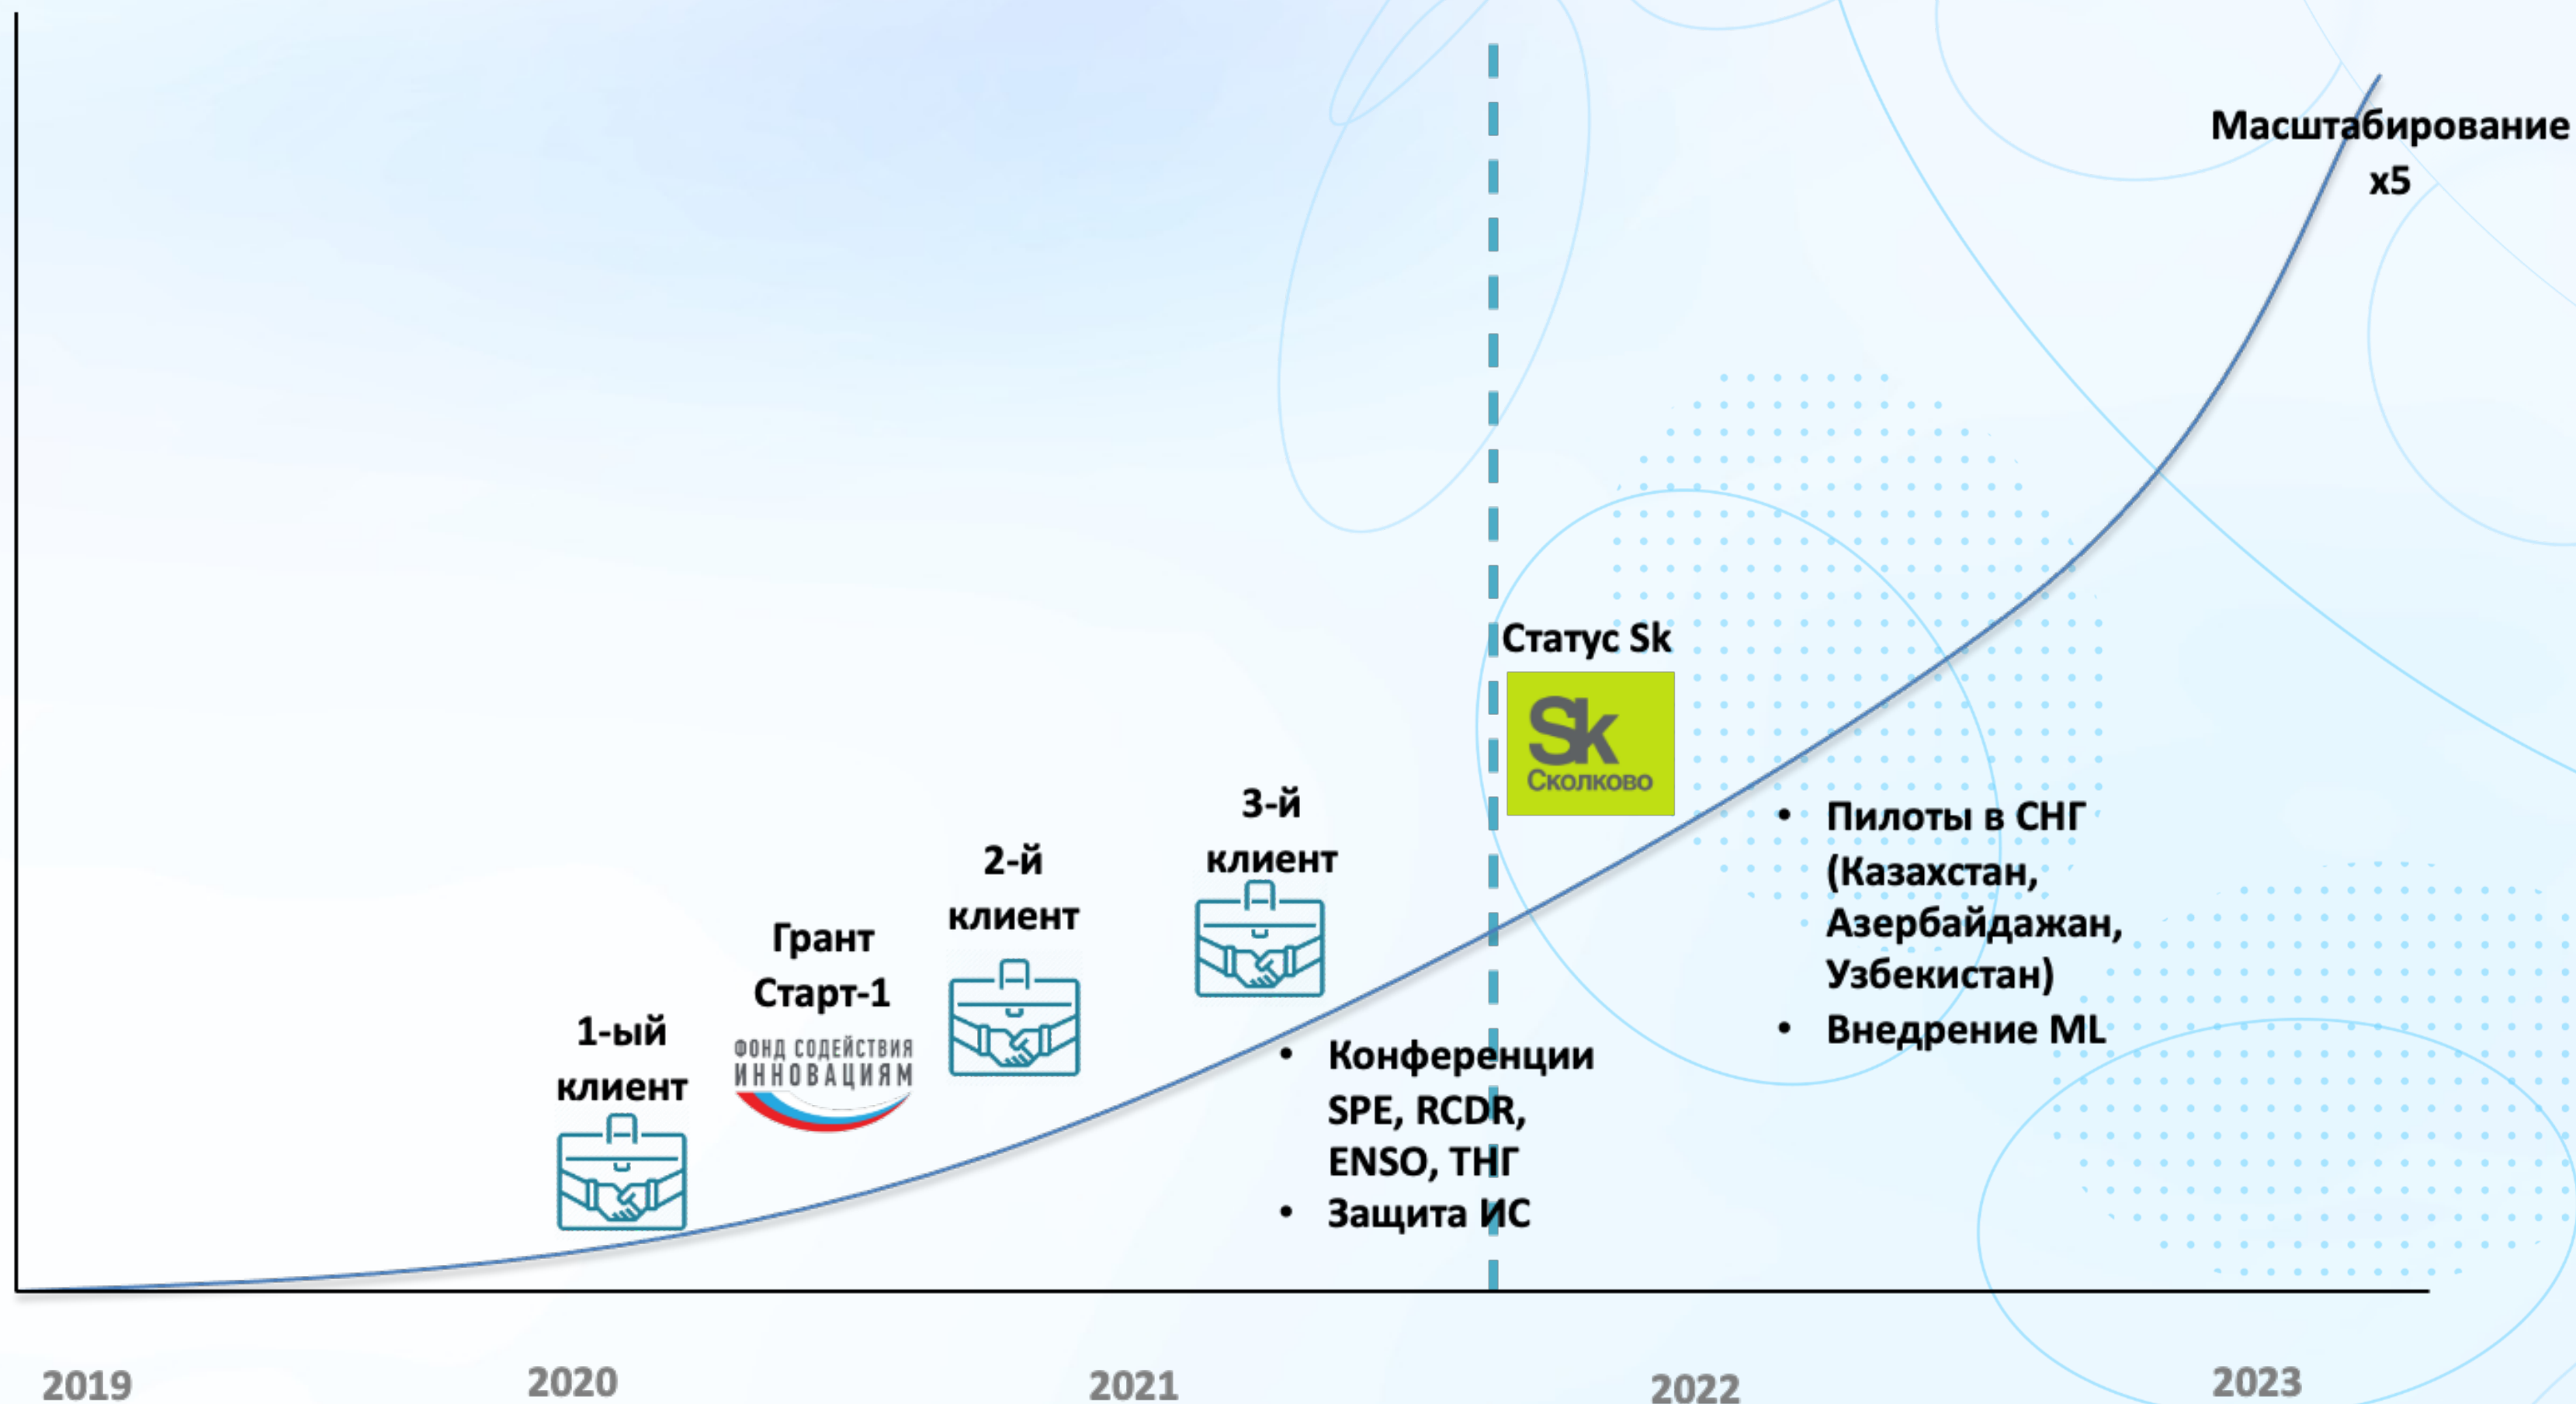 Масштабирование
x5
Статус Sk
Sk
Сколково
3-й
клиент
2-й
клиент
Грант
Старт-1
ФОНД СОДЕЙСТВИЯ
ИННОВАЦИЯМ
1-ый
клиент
• Пилоты в СНГ
(Казахстан,
Азербайдажан,
Узбекистан)
• Внедрение ML
• Конференции
SPE, RCDR,
ENSO, ТНГ
• Защита ИС
2019
2020
2021
2022
2023